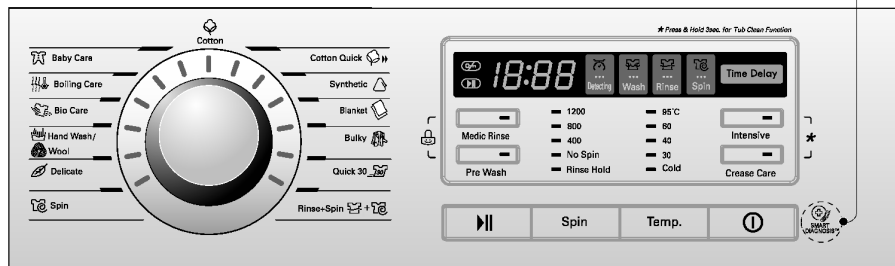 Cotton
Baby Care
Boiling Care
Bio Care
Hand Wash/
Wool
Delicate
Spin
Cotton Quick
Synthetic
Blanket
Bulky
Quick 30
Rinse+Spin
* Press & Hold 3sec. for Tub Clean Function
18:88
Detecting Wash Rinse Spin
Time Delay
Medic Rinse
Pre Wash
1200
800
400
No Spin
Rinse Hold
95°C
60
40
30
Cold
Intensive
*
Crease Care
Spin
Temp.
SMART
DIAGNOSIS™